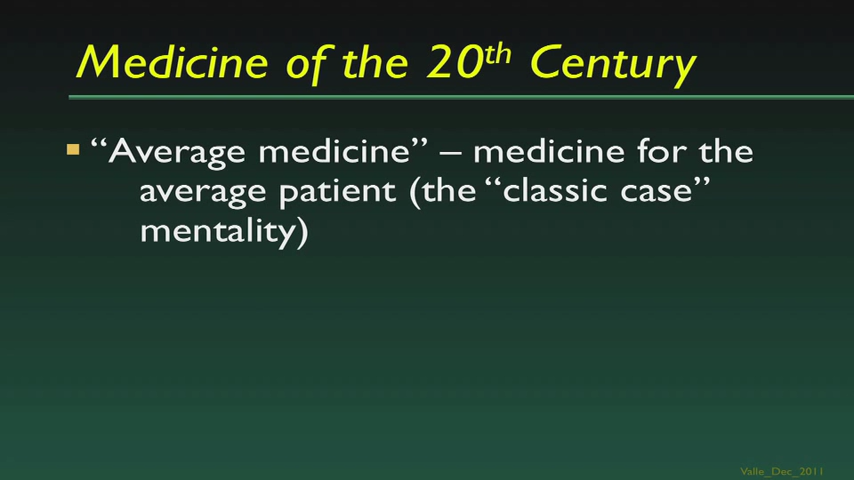 Medicine of the 20th Century
“Average medicine” – medicine for the
average patient (the “classic case”
mentality)
Valle_Dec_2011